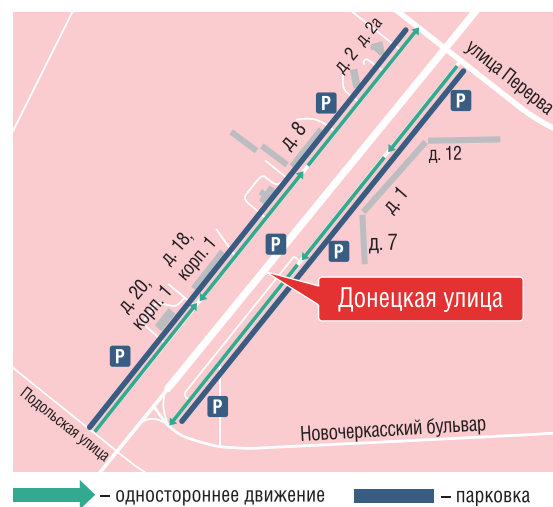 улица Перерва
д. 2а
д. 2
P
P
д. 8
д. 12
д. 1
д. 18,
корп. 1
P
P
д. 7
д. 20,
корп. 1
Донецкая улица
P
Подольская улица
P
Новочеркасский бульвар
– одностороннее движение
– парковка